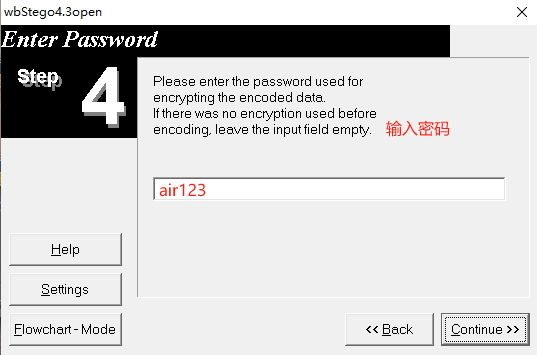 wbStego4.3open
Enter Password
Step 4
Please enter the password used for
encrypting the encoded data.
If there was no encryption used before
encoding, leave the input field empty. 输入密码
air123
Help
Settings
Flowchart - Mode
<< Back
Continue >>